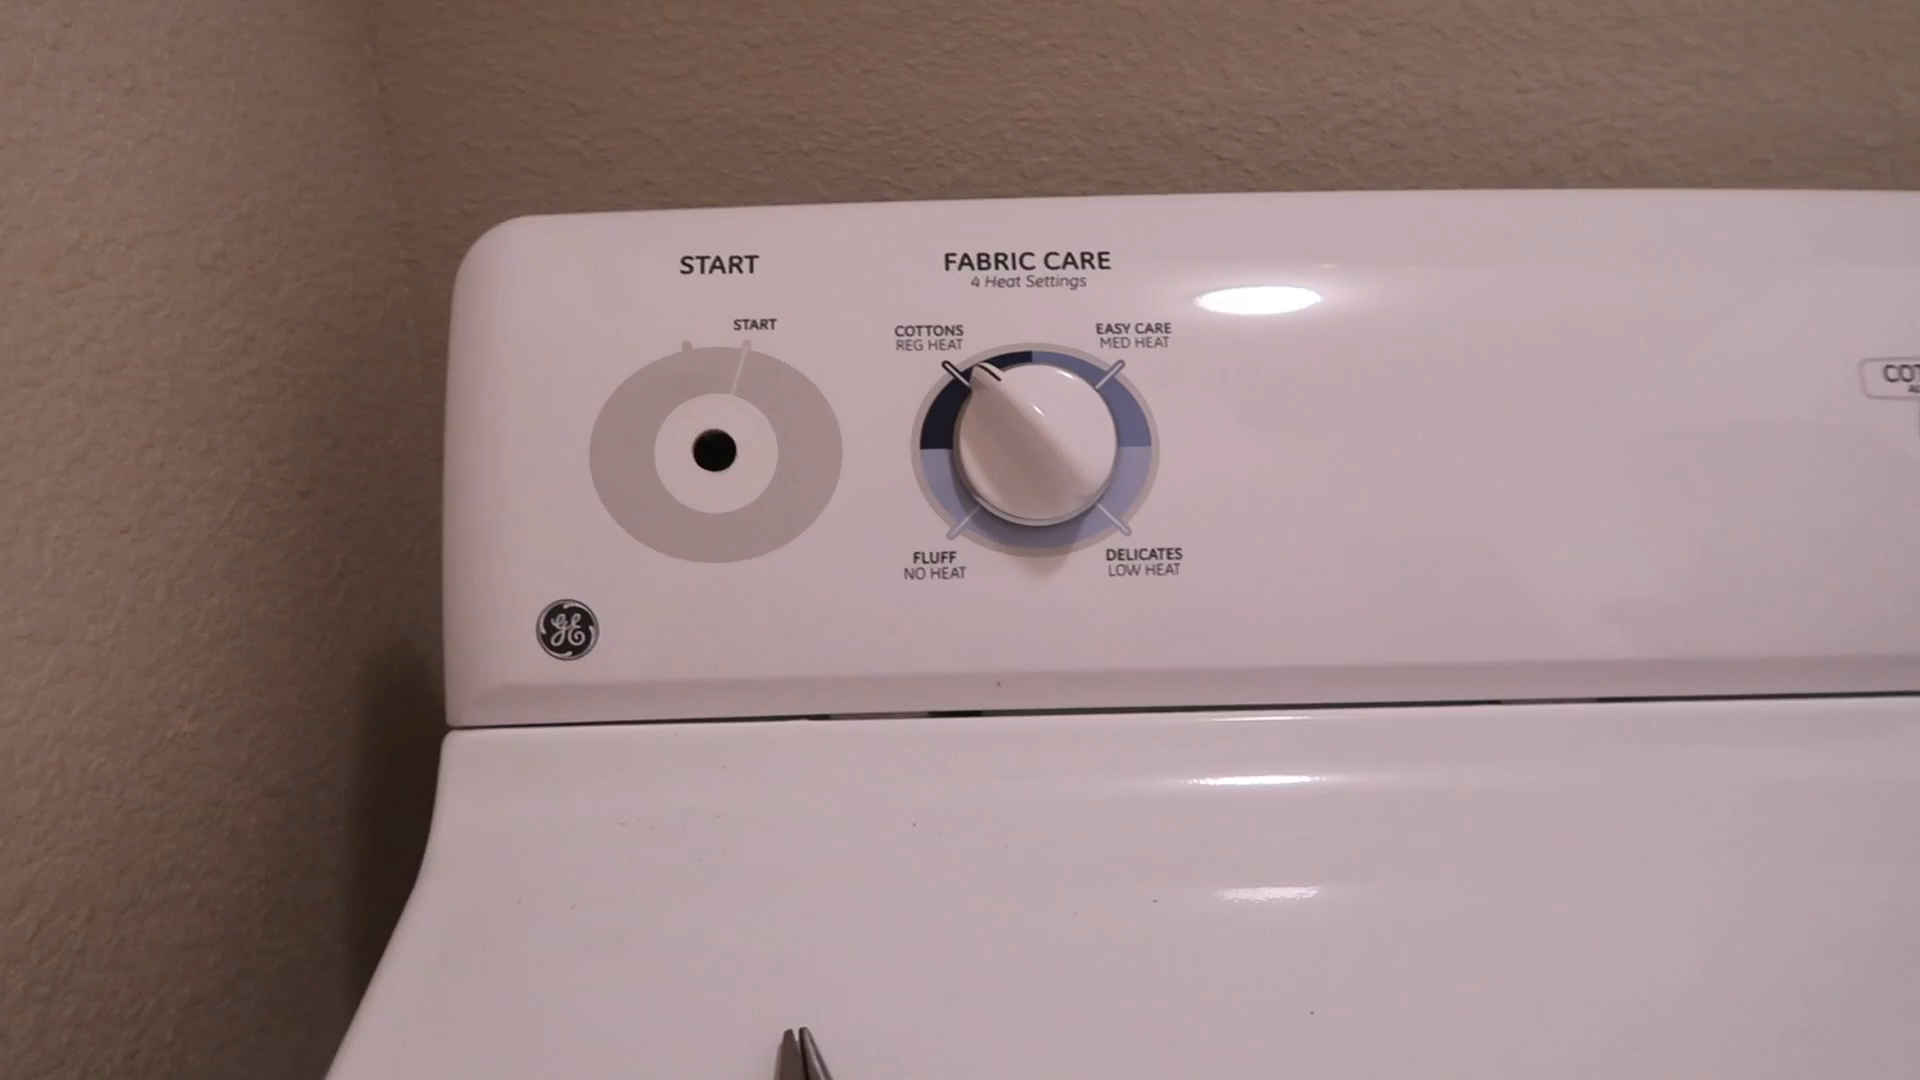 START
START
FABRIC CARE
4 Heat Settings
COTTONS
REG HEAT
EASY CARE
MED HEAT
FLUFF
NO HEAT
DELICATES
LOW HEAT
GE